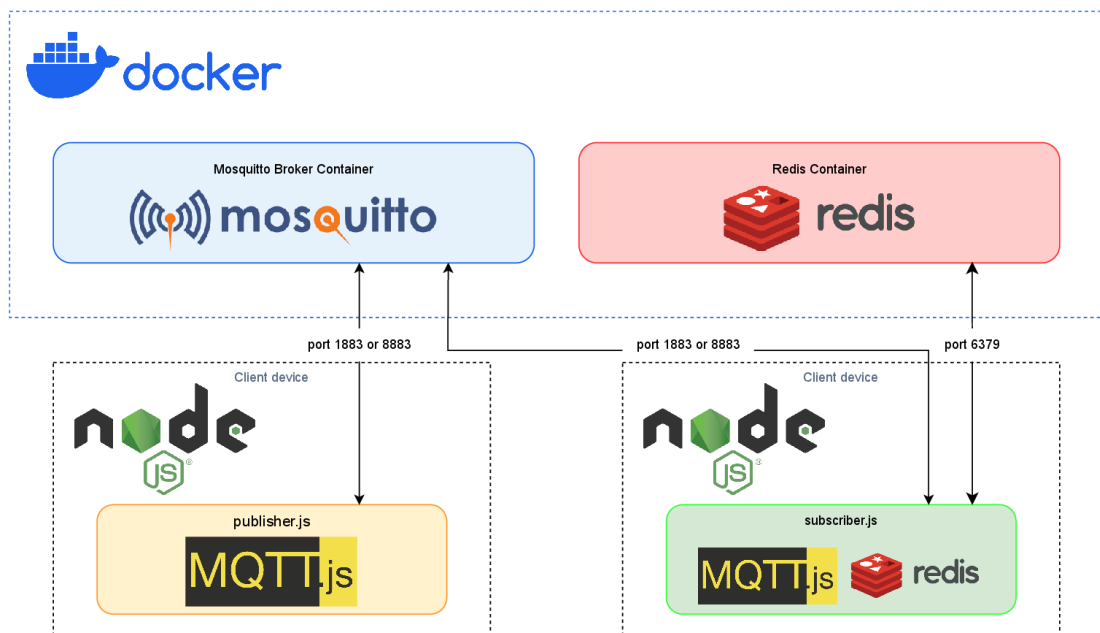 docker
Mosquitto Broker Container
mosquitto
Redis Container
redis
port 1883 or 8883
port 1883 or 8883
port 6379
Client device
node
JS
®
publisher.js
MQTT.js
Client device
node
JS
®
subscriber.js
MQTT.js
redis